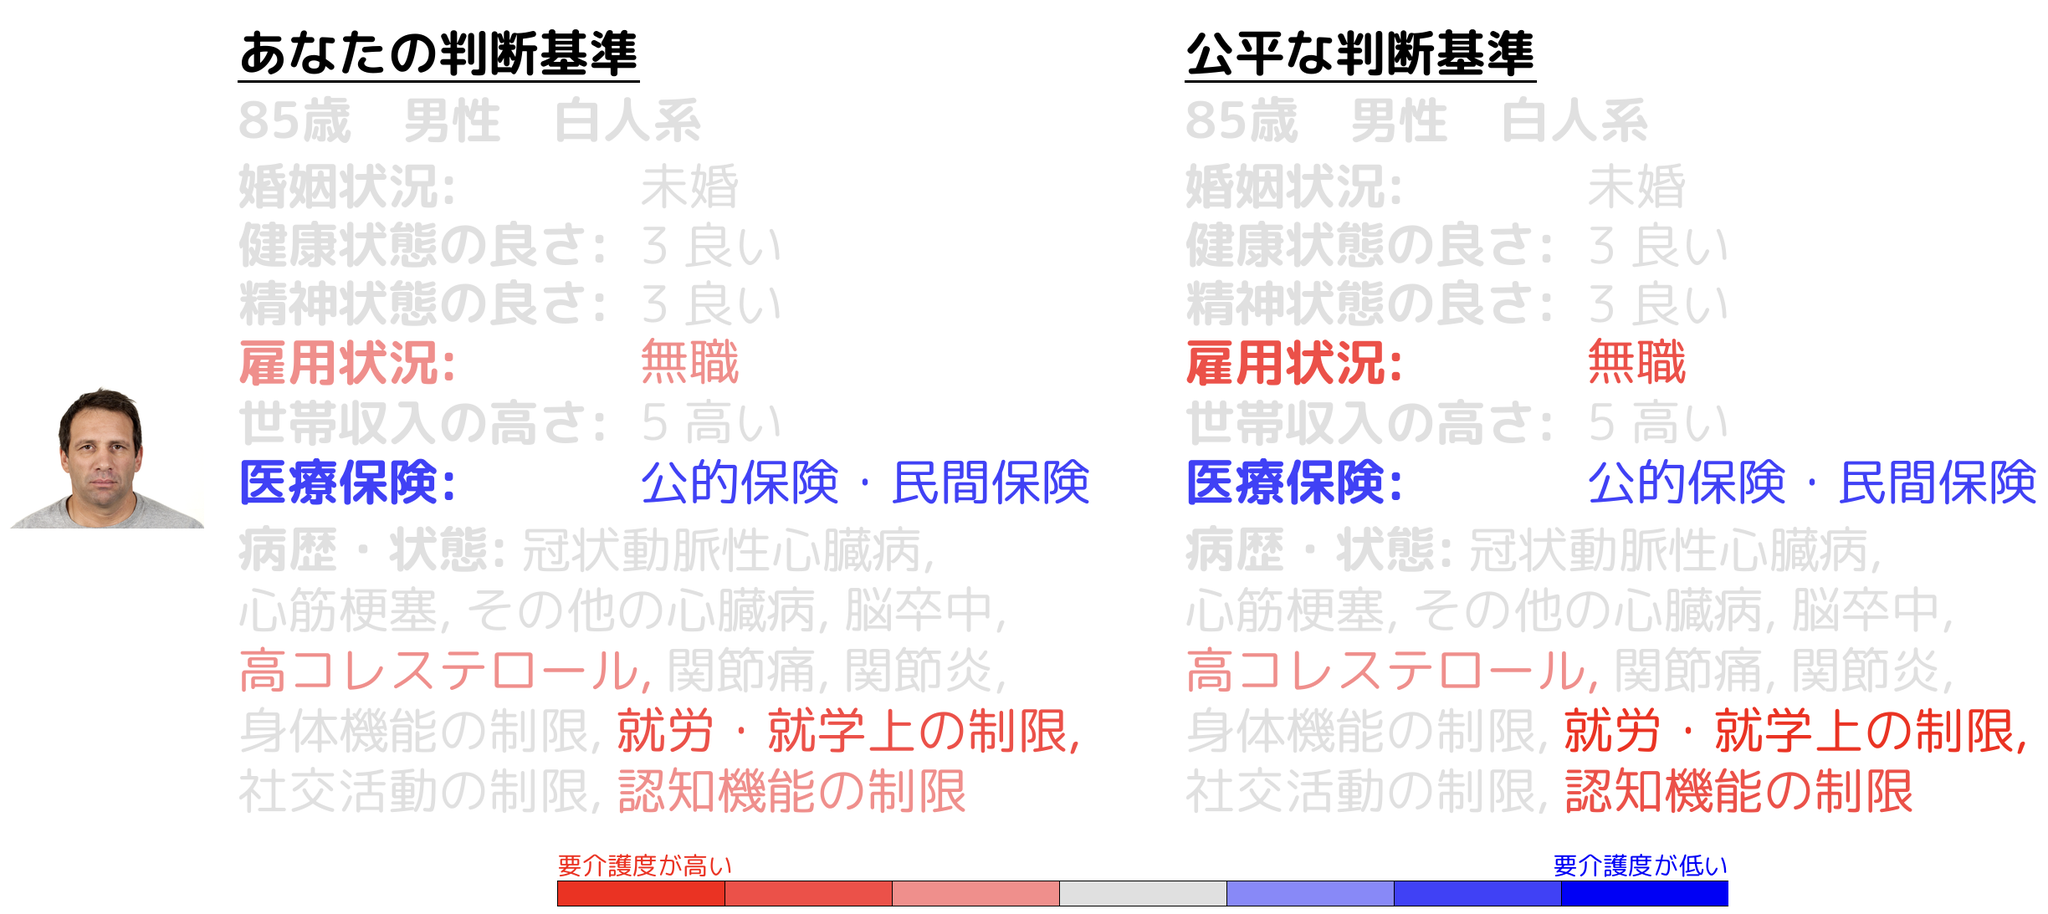 あなたの判断基準
85歳 男性 白人系
婚姻状況: 未婚
健康状態の良さ: 3 良い
精神状態の良さ: 3 良い
雇用状況: 無職
世帯収入の高さ: 5 高い
医療保険: 公的保険・民間保険
病歴・状態: 冠状動脈性心臓病,
心筋梗塞, その他の心臓病, 脳卒中,
高コレステロール, 関節痛, 関節炎,
身体機能の制限, 就労・就学上の制限,
社交活動の制限, 認知機能の制限
公平な判断基準
85歳 男性 白人系
婚姻状況: 未婚
健康状態の良さ: 3 良い
精神状態の良さ: 3 良い
雇用状況: 無職
世帯収入の高さ: 5 高い
医療保険: 公的保険・民間保険
病歴・状態: 冠状動脈性心臓病,
心筋梗塞, その他の心臓病, 脳卒中,
高コレステロール, 関節痛, 関節炎,
身体機能の制限, 就労・就学上の制限,
社交活動の制限, 認知機能の制限
要介護度が高い
要介護度が低い